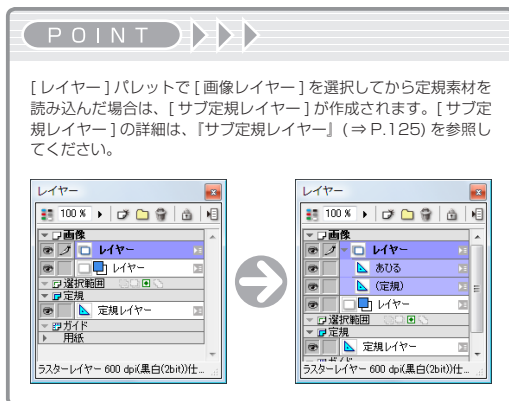 POINT
[レイヤー]パレットで[画像レイヤー]を選択してから定規素材を
読み込んだ場合は、[サブ定規レイヤー]が作成されます。[サブ定
規レイヤー]の詳細は、『サブ定規レイヤー』(⇒P.125)を参照し
てください。
レイヤー
100 %
画像
レイヤー
レイヤー
選択範囲
定規
定規レイヤー
ガイド
用紙
ラスターレイヤー 600 dpi(黒白(2bit))仕...
レイヤー
100 %
画像
レイヤー
あひる
(定規)
レイヤー
選択範囲
定規
定規レイヤー
ガイド
ラスターレイヤー 600 dpi(黒白(2bit))仕...